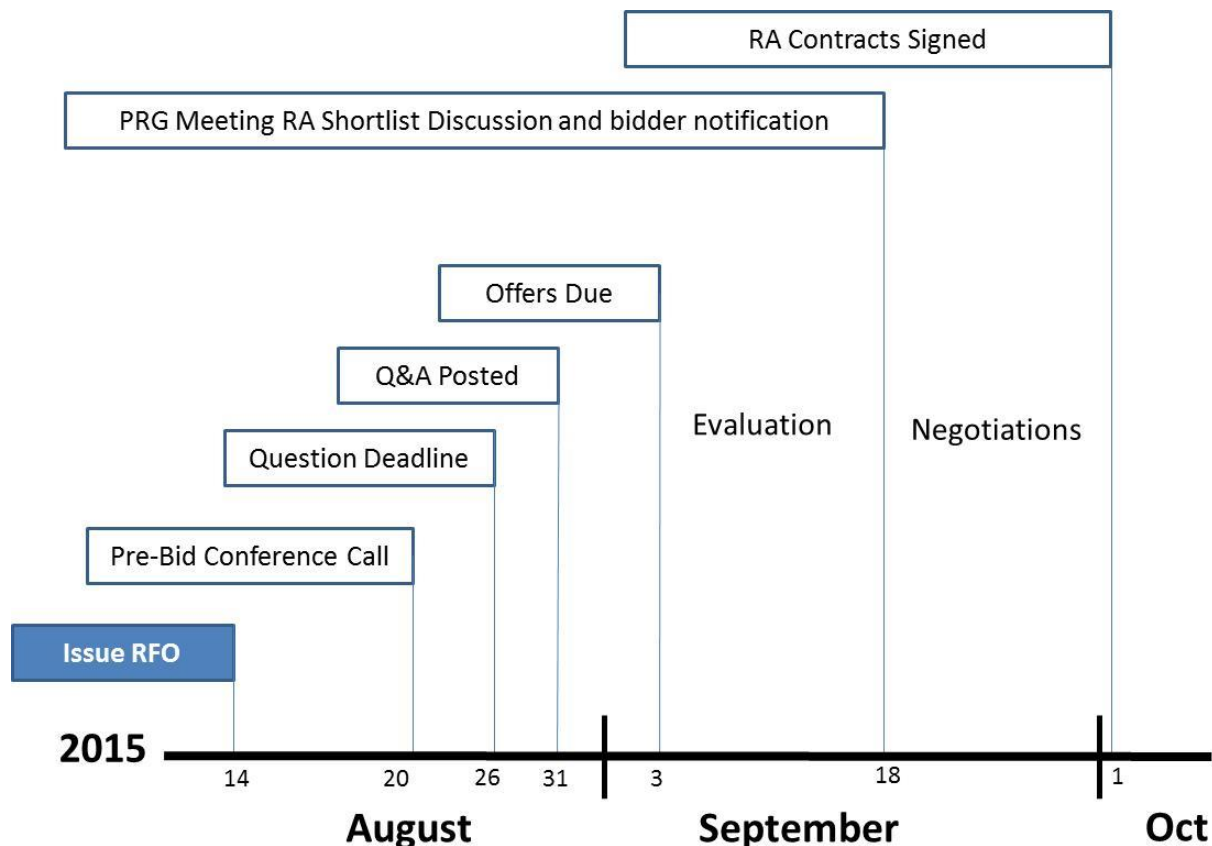 RA Contracts Signed
PRG Meeting RA Shortlist Discussion and bidder notification
Offers Due
Q&A Posted
Evaluation
Negotiations
Question Deadline
Pre-Bid Conference Call
Issue RFO
2015
14 20 26 31 3 18 1
August September Oct